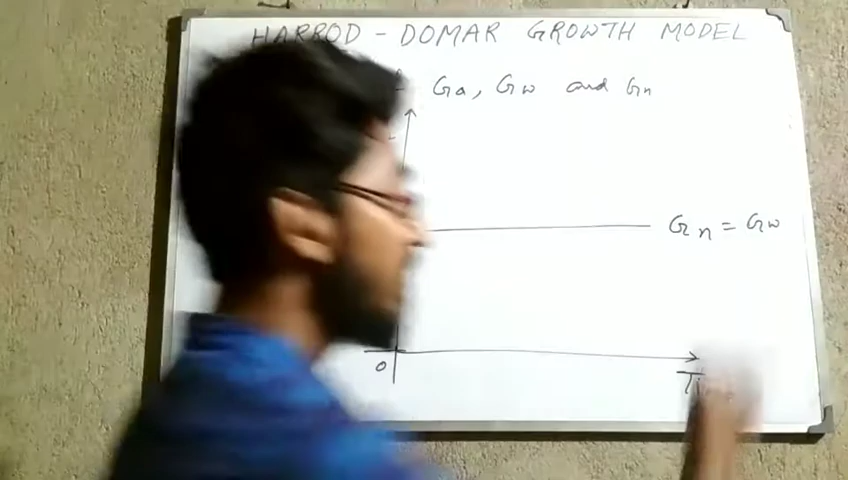 HARROD - DOMAR GROWTH MODEL
Ga, Gw and Gn
Gn = Gw
0